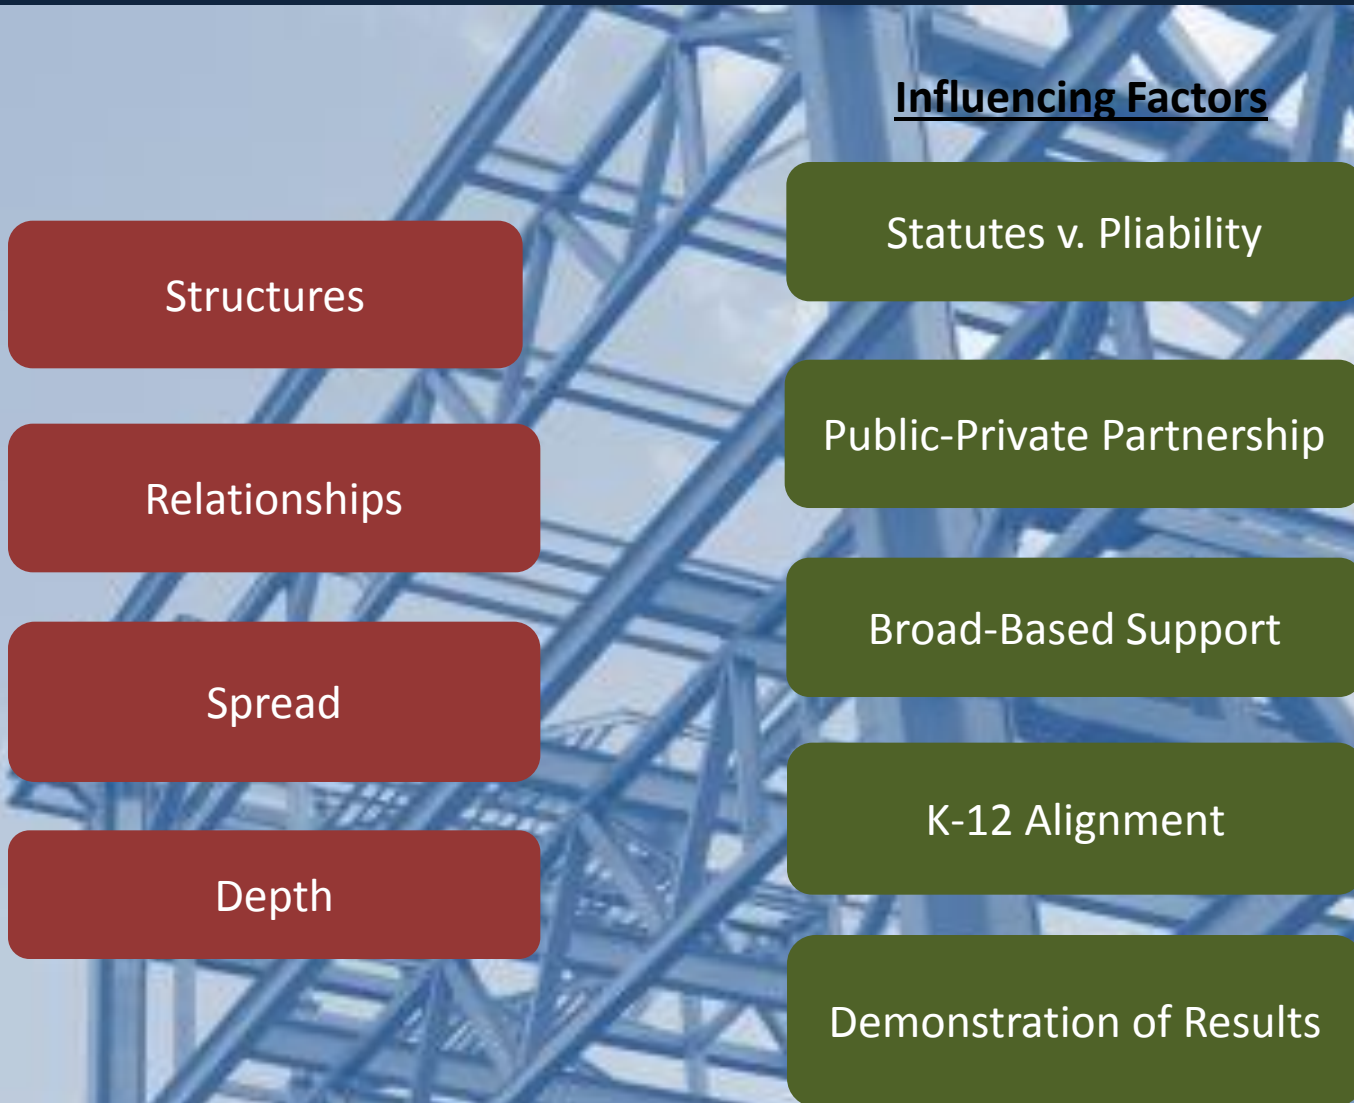 Structures
Relationships
Spread
Depth
Influencing Factors
Statutes v. Pliability
Public-Private Partnership
Broad-Based Support
K-12 Alignment
Demonstration of Results